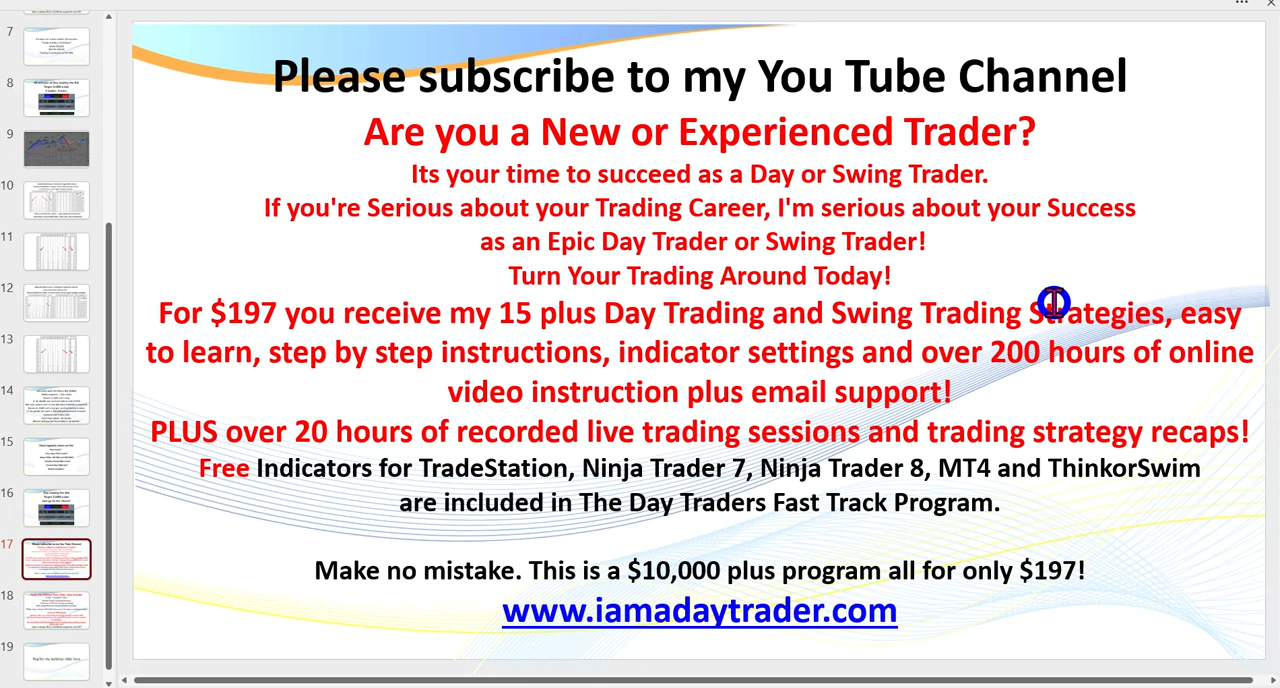 Please subscribe to my You Tube Channel
Are you a New or Experienced Trader?
Its your time to succeed as a Day or Swing Trader.
If you're Serious about your Trading Career, I'm serious about your Success
as an Epic Day Trader or Swing Trader!
Turn Your Trading Around Today!
For $197 you receive my 15 plus Day Trading and Swing Trading Strategies, easy
to learn, step by step instructions, indicator settings and over 200 hours of online
video instruction plus email support!
PLUS over 20 hours of recorded live trading sessions and trading strategy recaps!
Free Indicators for TradeStation, Ninja Trader 7, Ninja Trader 8, MT4 and ThinkorSwim
are included in The Day Traders Fast Track Program.
Make no mistake. This is a $10,000 plus program all for only $197!
www.iamadaytrader.com
7
8
9
10
11
12
13
14
15
16
17
18
19